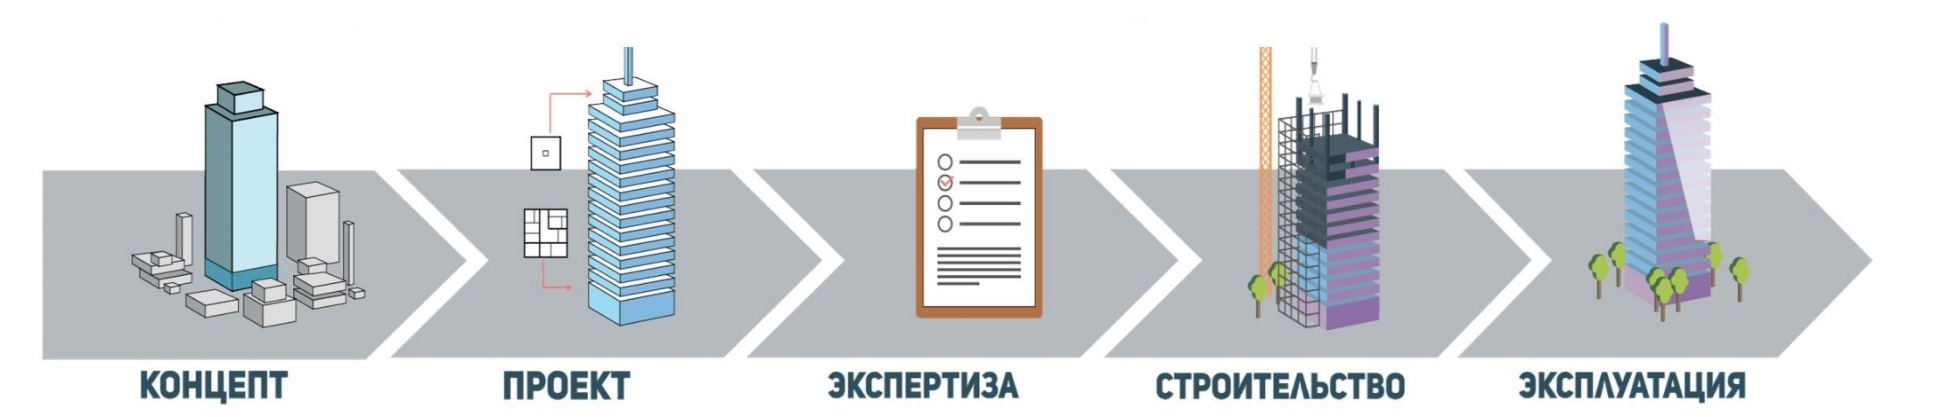 КОНЦЕПТ
ПРОЕКТ
ЭКСПЕРТИЗА
СТРОИТЕЛЬСТВО
ЭКСПЛУАТАЦИЯ